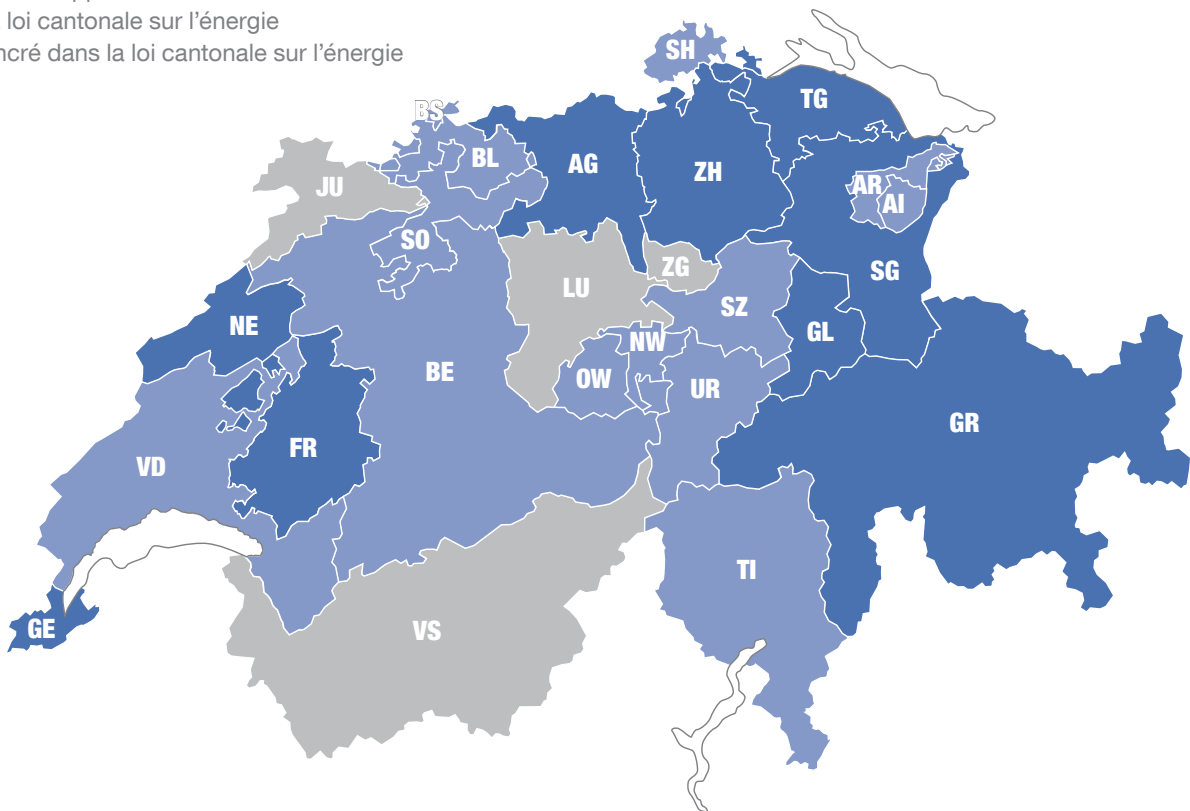 loi cantonale sur l'énergie
ancré dans la loi cantonale sur l'énergie
SH
TG
BS
BL
AG
ZH
JU
AR
AI
SO
ZG
SG
LU
SZ
NE
NW
GL
BE
OW
UR
GR
FR
VD
TI
GE
VS